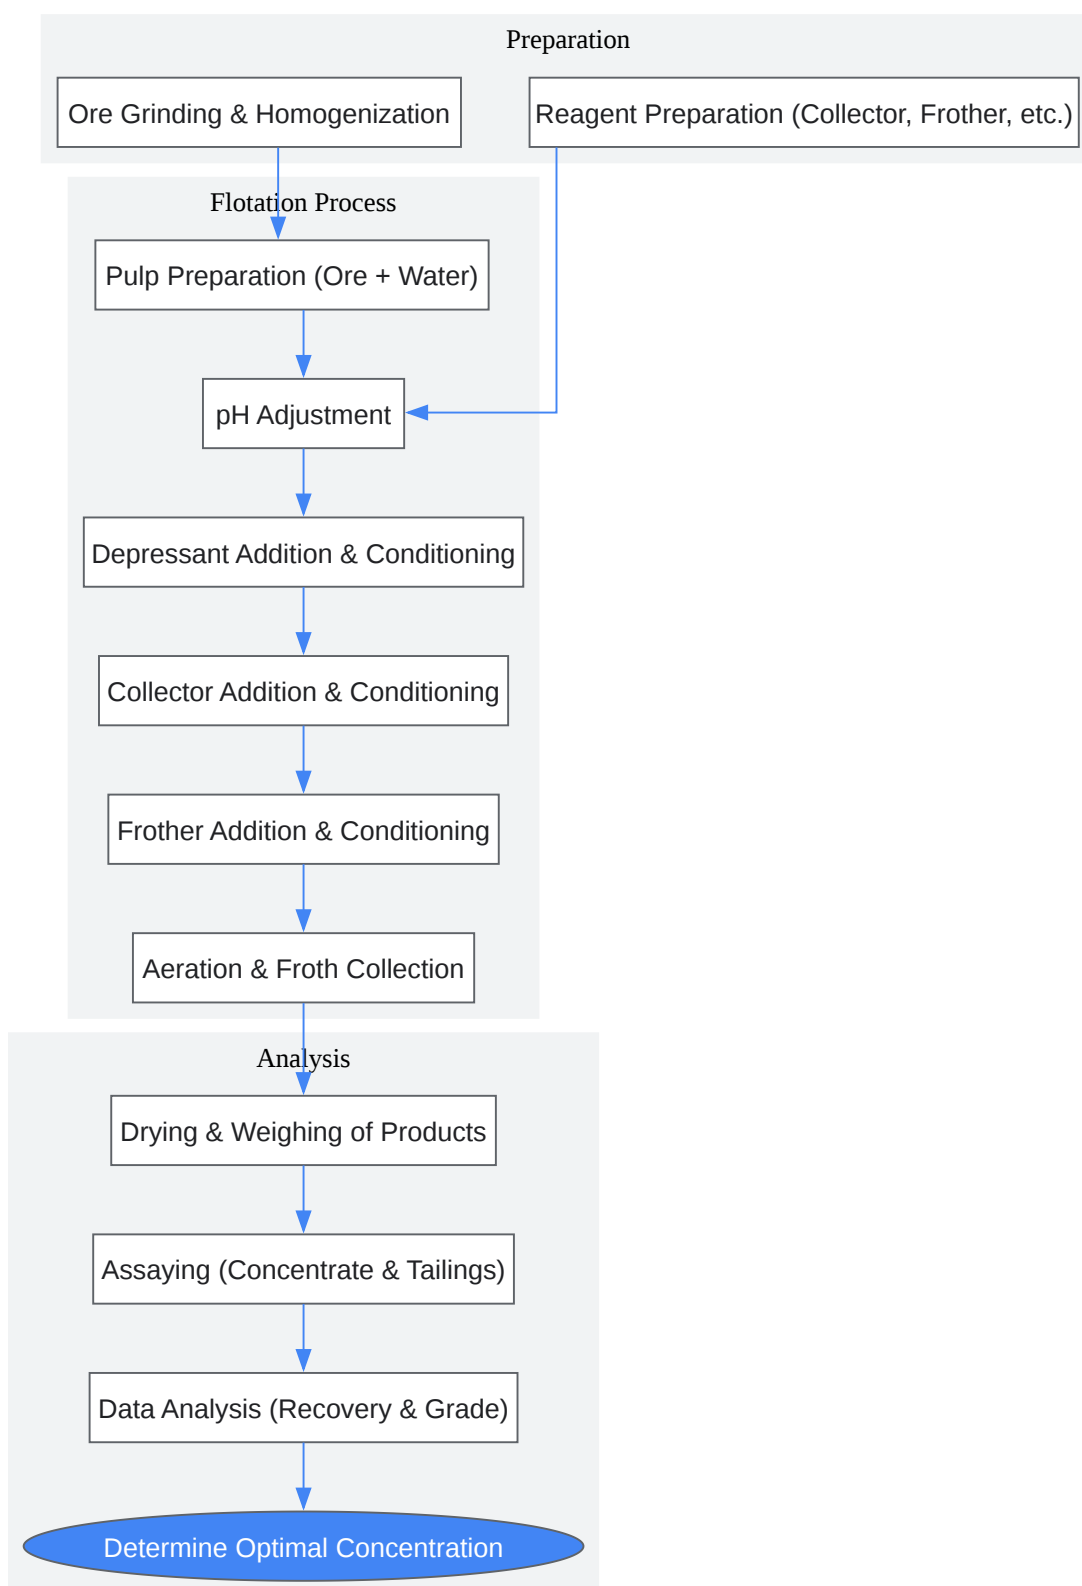 Preparation
Ore Grinding & Homogenization
Reagent Preparation (Collector, Frother, etc.)
Flotation Process
Pulp Preparation (Ore + Water)
pH Adjustment
Depressant Addition & Conditioning
Collector Addition & Conditioning
Frother Addition & Conditioning
Aeration & Froth Collection
Analysis
Drying & Weighing of Products
Assaying (Concentrate & Tailings)
Data Analysis (Recovery & Grade)
Determine Optimal Concentration